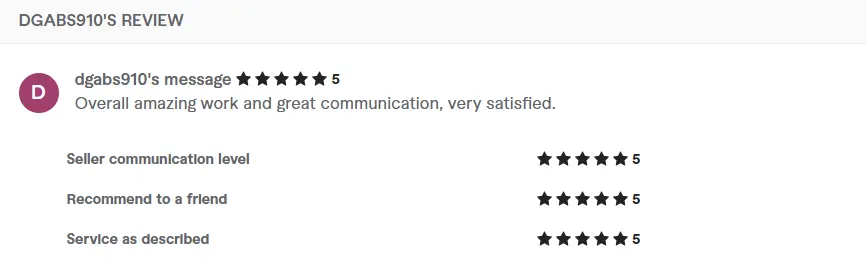 DGABS910'S REVIEW
D
dgabs910's message ★★★★★ 5
Overall amazing work and great communication, very satisfied.
Seller communication level ★★★★★ 5
Recommend to a friend ★★★★★ 5
Service as described ★★★★★ 5